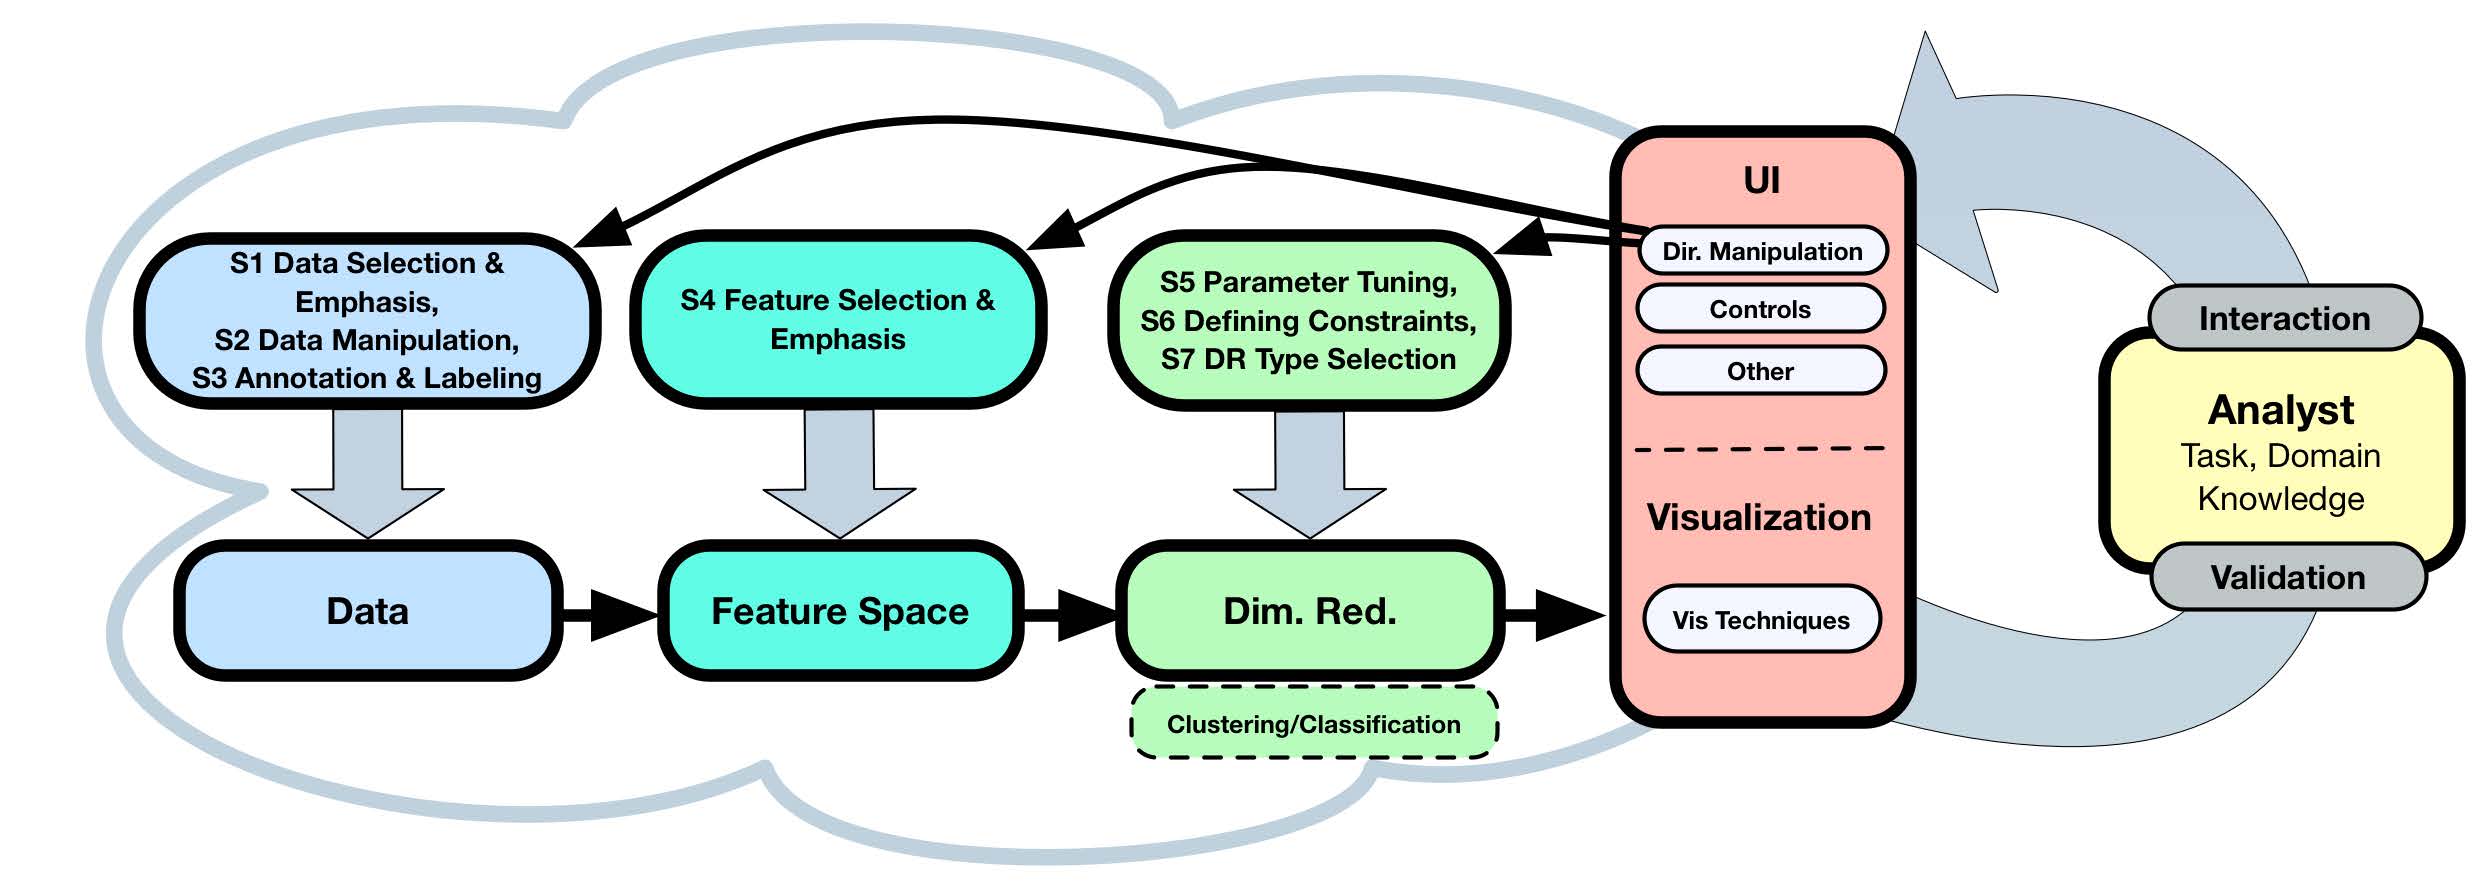 S1 Data Selection &
Emphasis,
S2 Data Manipulation,
S3 Annotation & Labeling
S4 Feature Selection &
Emphasis
S5 Parameter Tuning,
S6 Defining Constraints,
S7 DR Type Selection
UI
Dir. Manipulation
Controls
Other
Visualization
Vis Techniques
Interaction
Analyst
Task, Domain
Knowledge
Validation
Data
Feature Space
Dim. Red.
Clustering/Classification